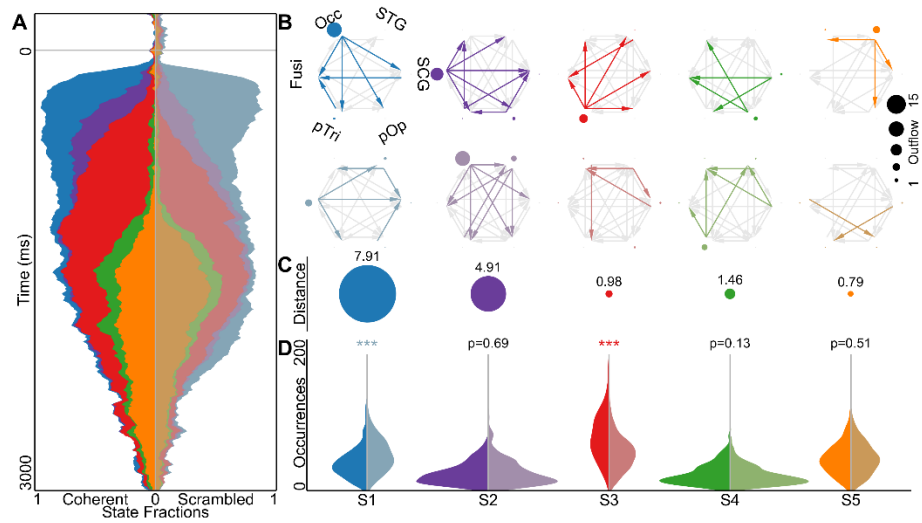 A
0
Time (ms)
3000
1 Coherent 0 Scrambled 1
State Fractions
B
Occ STG
Fusi SCG
pTri pOp
1 Outflow 15
C
Distance
7.91 4.91 0.98 1.46 0.79
D
Occurrences
0 200
*** p=0.69 *** p=0.13 p=0.51
S1 S2 S3 S4 S5